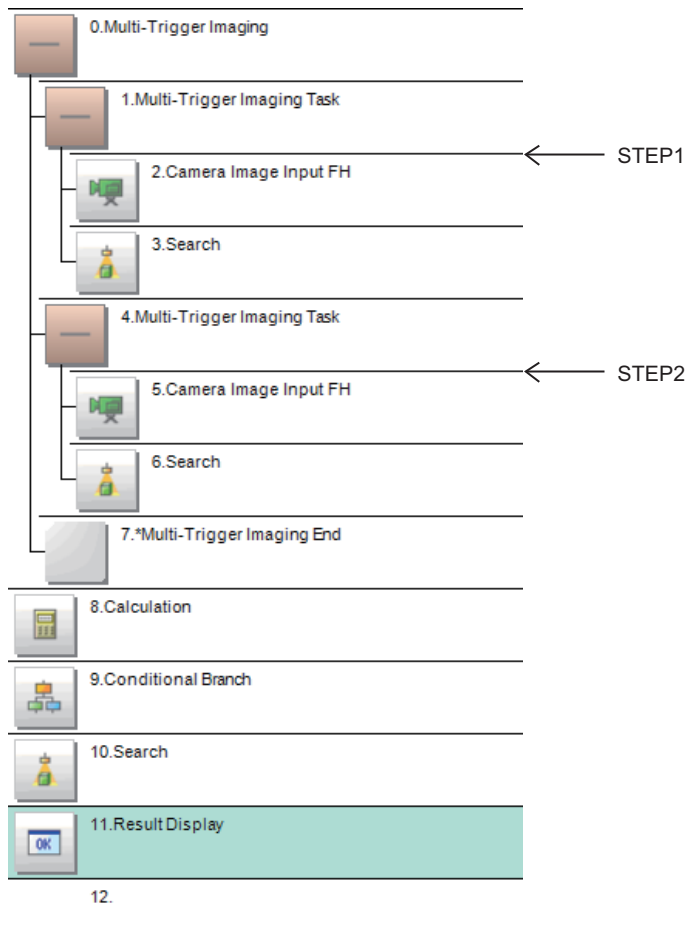 0.Multi-Trigger Imaging
1.Multi-Trigger Imaging Task
STEP1
2.Camera Image Input FH
3.Search
4.Multi-Trigger Imaging Task
STEP2
5.Camera Image Input FH
6.Search
7.*Multi-Trigger Imaging End
8.Calculation
9.Conditional Branch
10.Search
11.Result Display
OK
12.